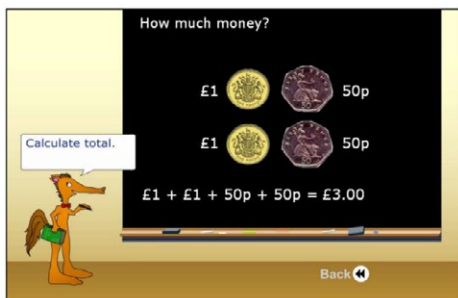 How much money?
£1 50p
£1 50p
Calculate total.
£1 + £1 + 50p + 50p = £3.00
Back